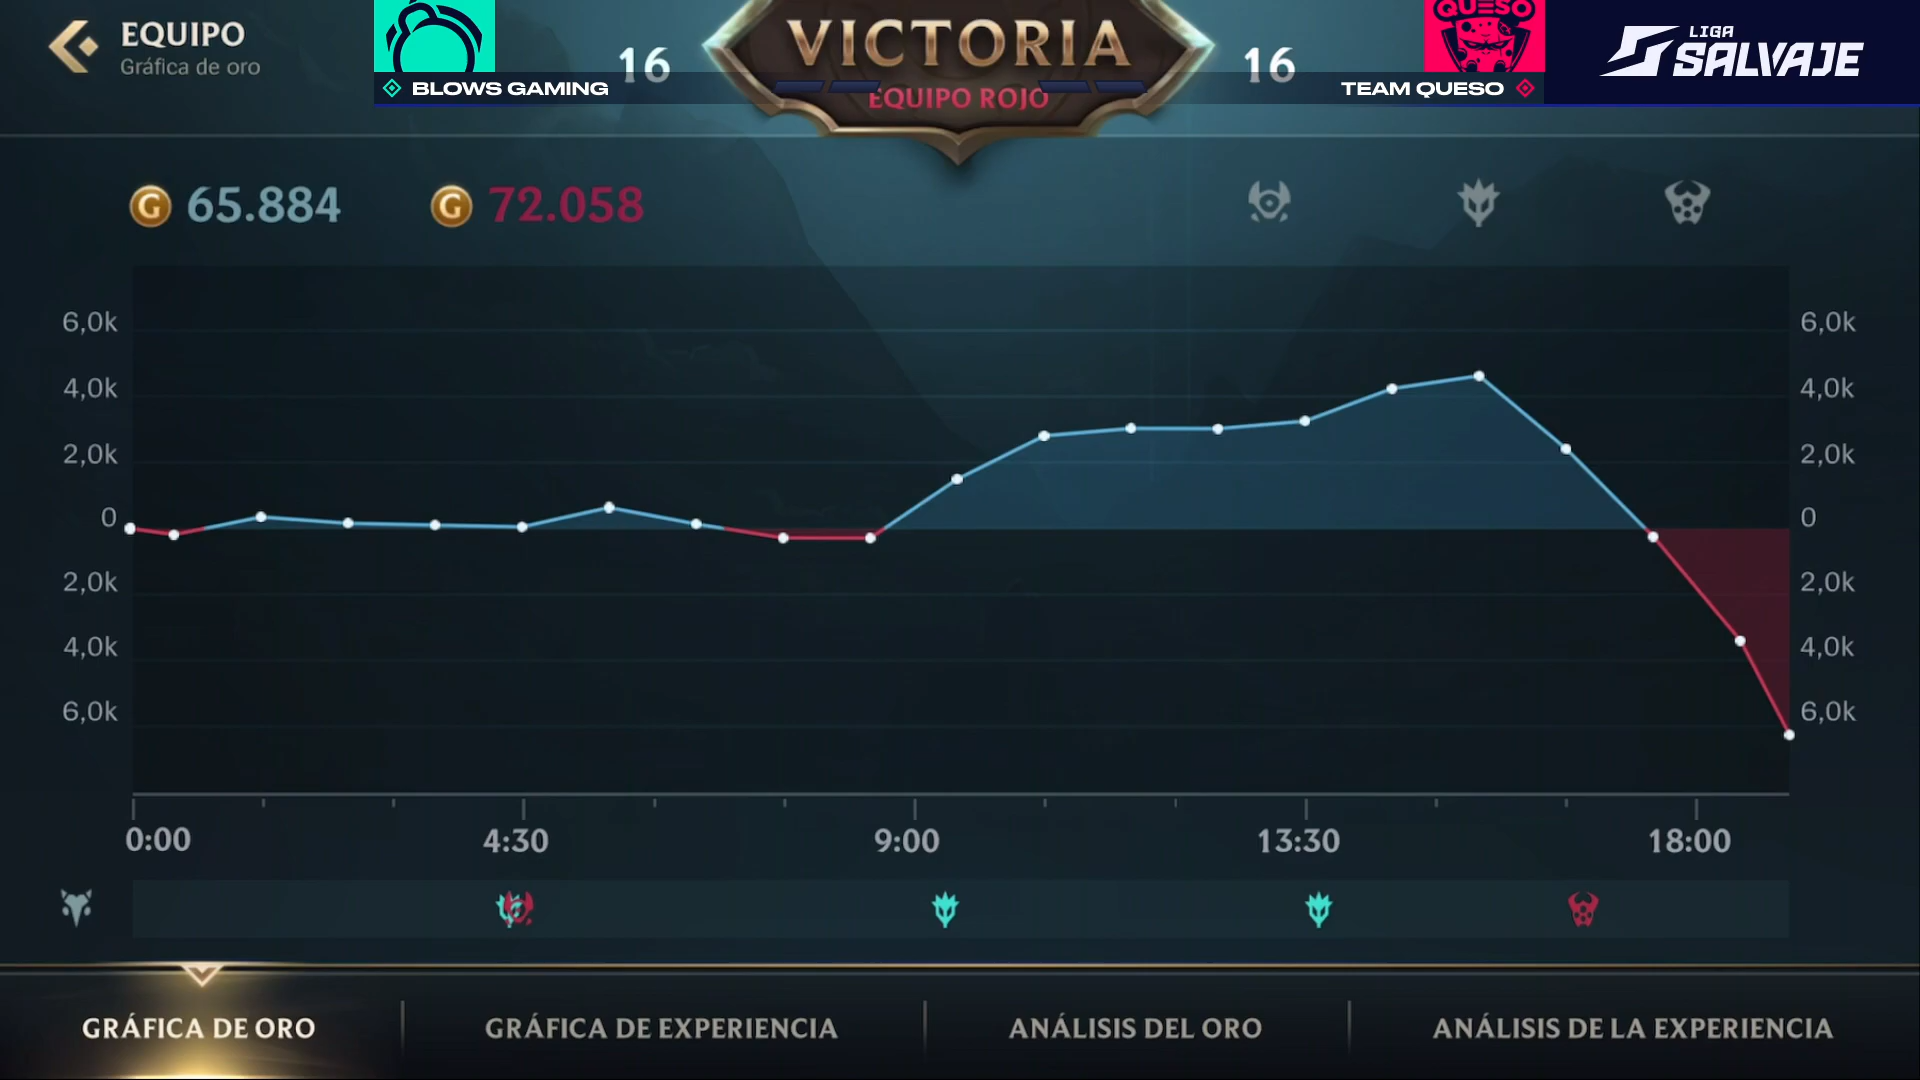 EQUIPO
Gráfica de oro
BLOWS GAMING
16
VICTORIA
EQUIPO ROJO
16
QUESO
TEAM QUESO
LIGA
SALVAJE
G 65.884
G 72.058
6,0k
4,0k
2,0k
0
2,0k
4,0k
6,0k
6,0k
4,0k
2,0k
0
2,0k
4,0k
6,0k
0:00 4:30 9:00 13:30 18:00
GRÁFICA DE ORO
GRÁFICA DE EXPERIENCIA
ANÁLISIS DEL ORO
ANÁLISIS DE LA EXPERIENCIA